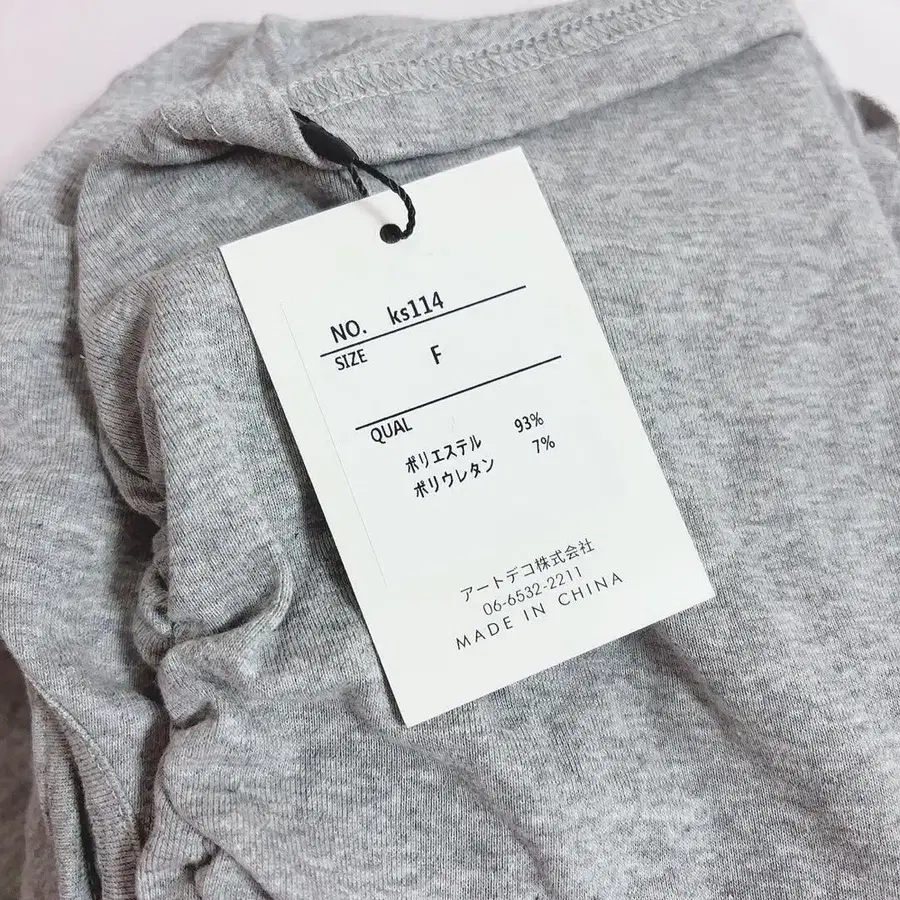 NO. ks114
SIZE F
QUAL
ポリエステル 93%
ポリウレタン 7%
アートデコ株式会社
06-6532-2211
MADE IN CHINA